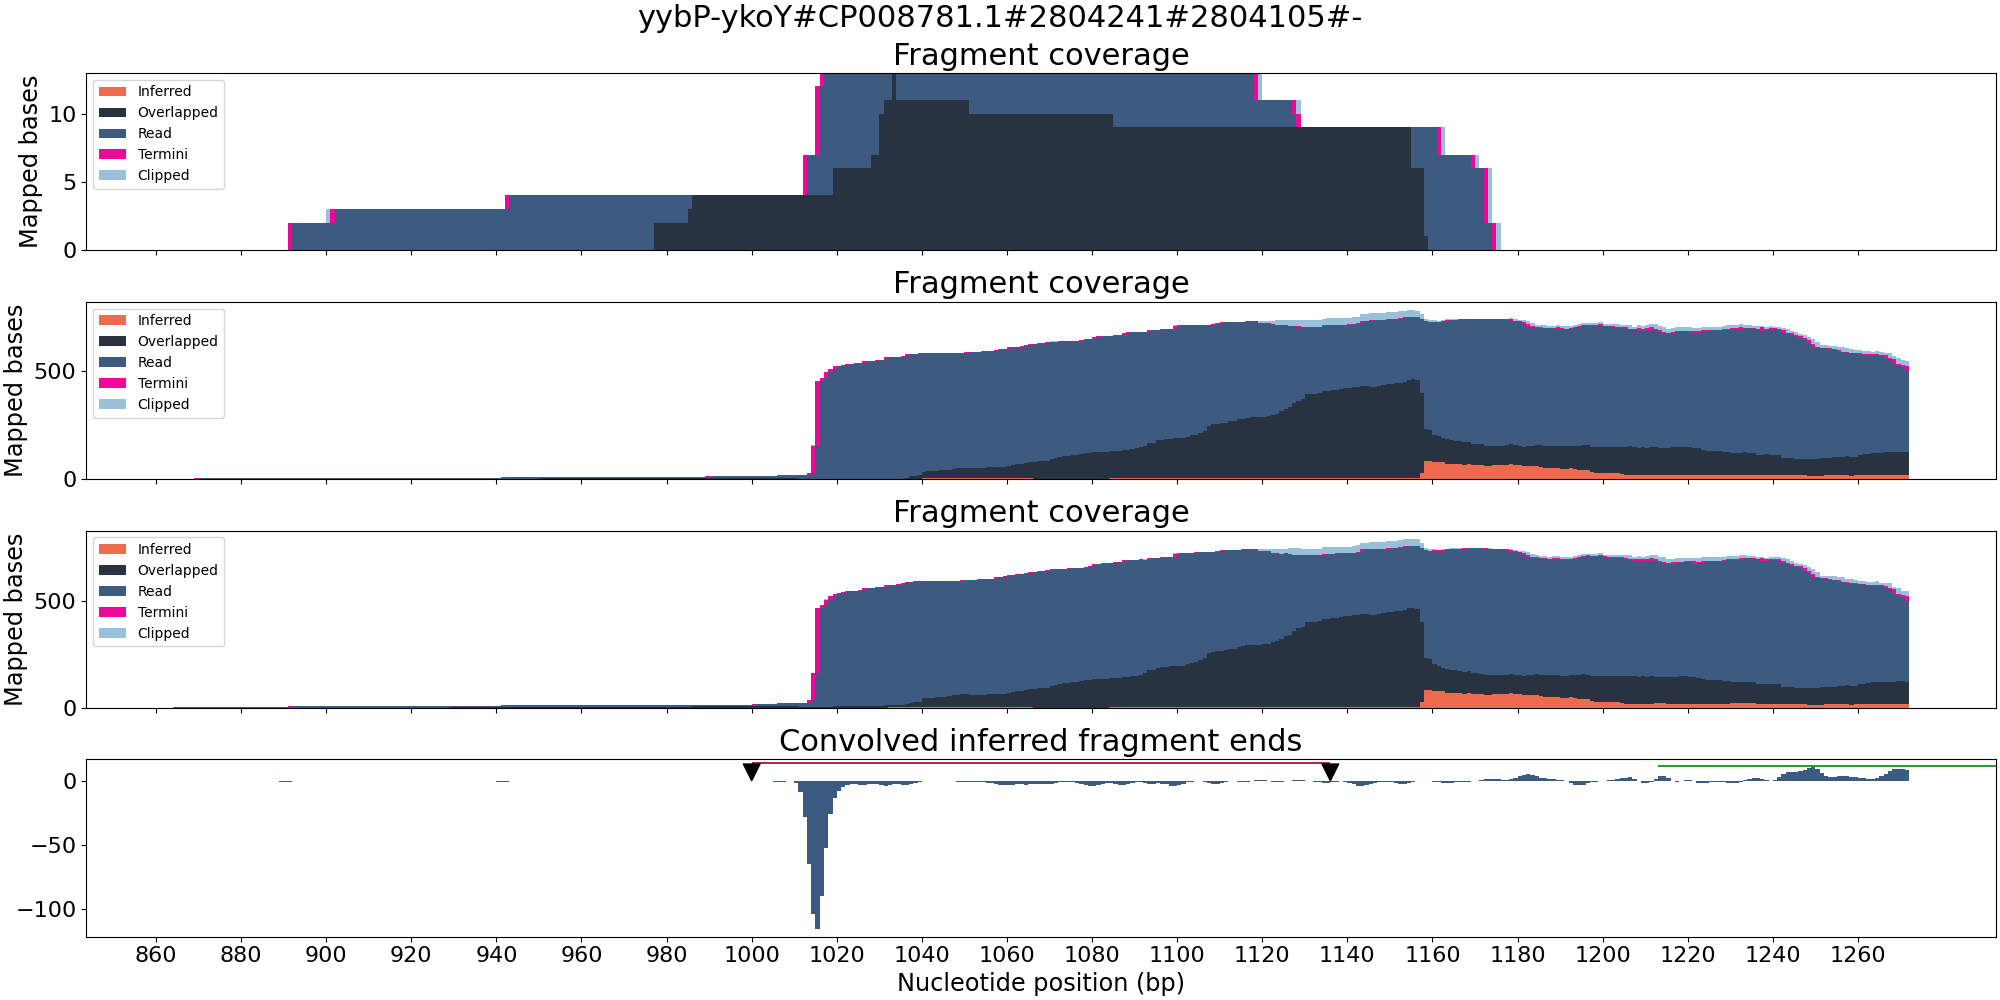 yybP-ykoY#CP008781.1#2804241#2804105#-
Fragment coverage
Mapped bases
10
5
0
Inferred
Overlapped
Read
Termini
Clipped
Fragment coverage
Mapped bases
500
0
Inferred
Overlapped
Read
Termini
Clipped
Fragment coverage
Mapped bases
500
0
Inferred
Overlapped
Read
Termini
Clipped
Convolved inferred fragment ends
0
−50
−100
860 880 900 920 940 960 980 1000 1020 1040 1060 1080 1100 1120 1140 1160 1180 1200 1220 1240 1260
Nucleotide position (bp)